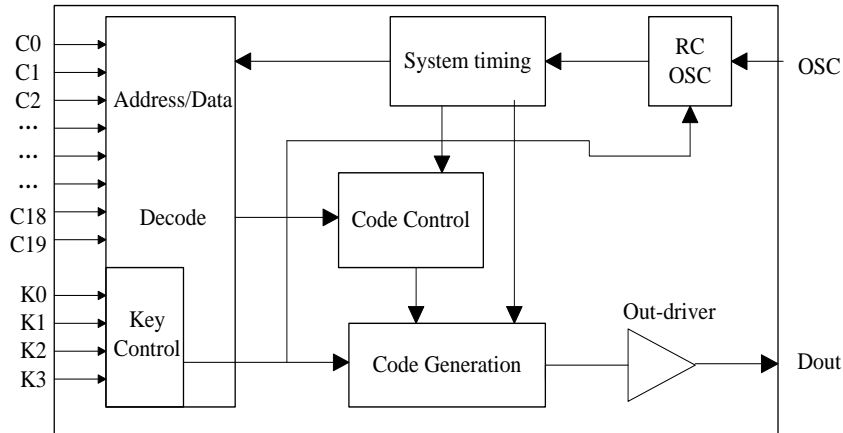 C0
C1
C2
...
...
...
C18
C19
K0
K1
K2
K3
Address/Data
Decode
Key
Control
System timing
RC
OSC
OSC
Code Control
Code Generation
Out-driver
Dout